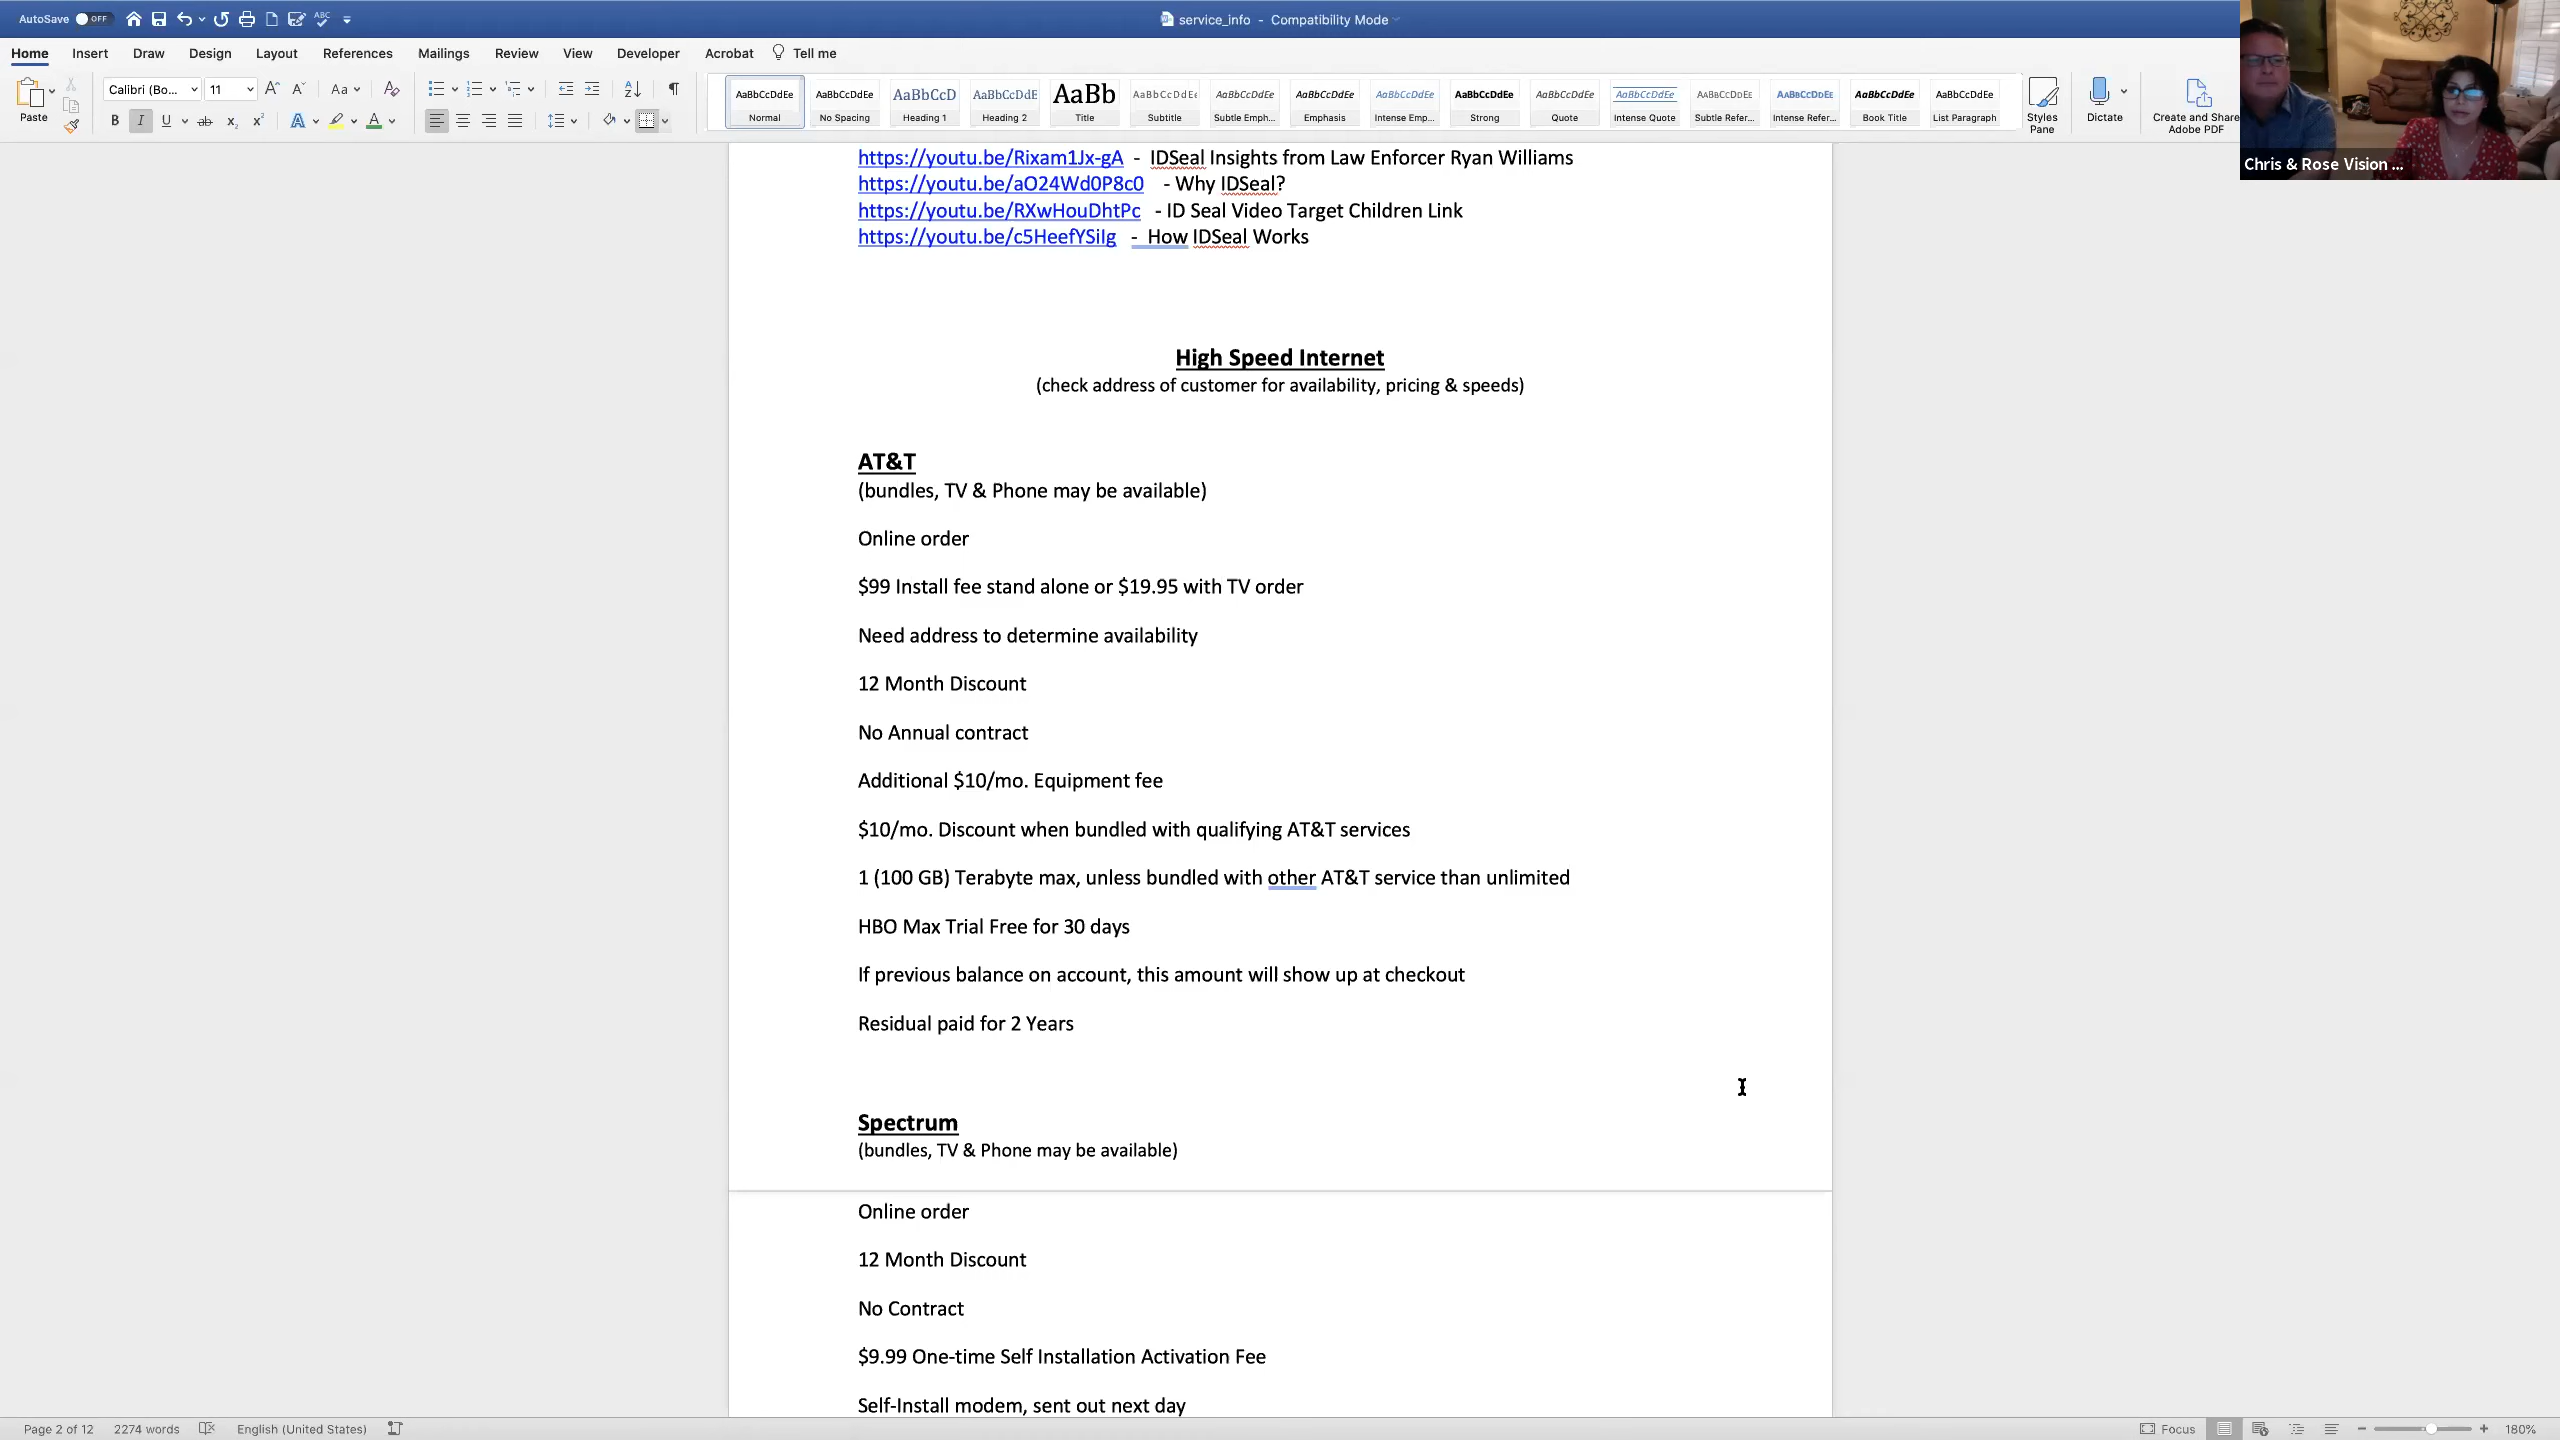 AutoSave OFF
service_info - Compatibility Mode
Home Insert Draw Design Layout References Mailings Review View Developer Acrobat Tell me
Paste
Calibri (Bo... 11
AaBbCcDdEe AaBbCcDdEe AaBbCcD AaBbCcDdE AaBb AaBbCcDdEe AaBbCcDdEe AaBbCcDdEe AaBbCcDdEe AaBbCcDdEe AaBbCcDdEe AaBbCcDdEe AaBbCcDdEe AaBbCcDdEe AaBbCcDdEe AaBbCcDdEe
Normal No Spacing Heading 1 Heading 2 Title Subtitle Subtle Emph... Emphasis Intense Emp... Strong Quote Intense Quote Subtle Refer... Intense Refer... Book Title List Paragraph
Styles Pane
Dictate
Create and Share Adobe PDF
Chris & Rose Vision ...
https://youtu.be/Rixam1Jx-gA - IDSeal Insights from Law Enforcer Ryan Williams
https://youtu.be/aO24Wd0P8c0 - Why IDSeal?
https://youtu.be/RXwHouDhtPc - ID Seal Video Target Children Link
https://youtu.be/c5HeefYSiIg - How IDSeal Works
High Speed Internet
(check address of customer for availability, pricing & speeds)
AT&T
(bundles, TV & Phone may be available)
Online order
$99 Install fee stand alone or $19.95 with TV order
Need address to determine availability
12 Month Discount
No Annual contract
Additional $10/mo. Equipment fee
$10/mo. Discount when bundled with qualifying AT&T services
1 (100 GB) Terabyte max, unless bundled with other AT&T service than unlimited
HBO Max Trial Free for 30 days
If previous balance on account, this amount will show up at checkout
Residual paid for 2 Years
Spectrum
(bundles, TV & Phone may be available)
Online order
12 Month Discount
No Contract
$9.99 One-time Self Installation Activation Fee
Self-Install modem, sent out next day
Page 2 of 12 2274 words English (United States) Focus 180%